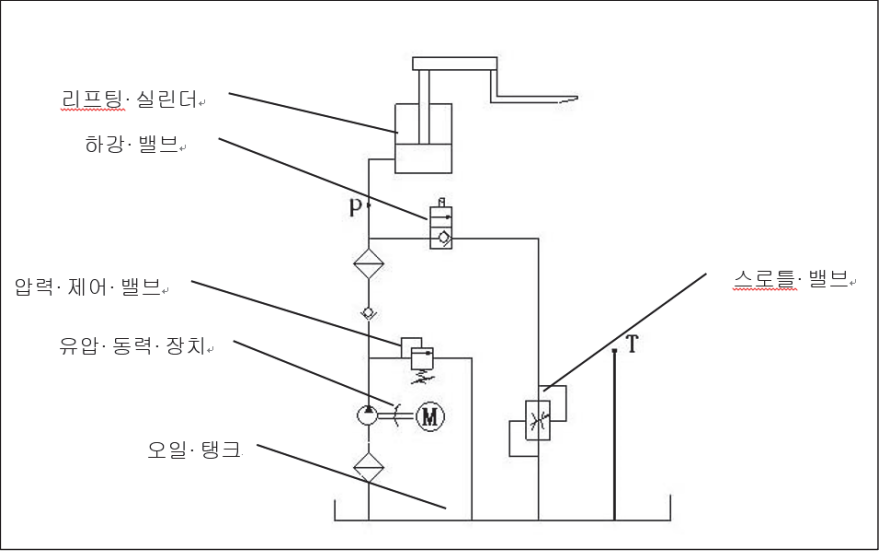 리프팅· 실린더
하강· 밸브
P
압력· 제어· 밸브
스로틀· 밸브
유압· 동력· 장치
T
M
오일· 탱크